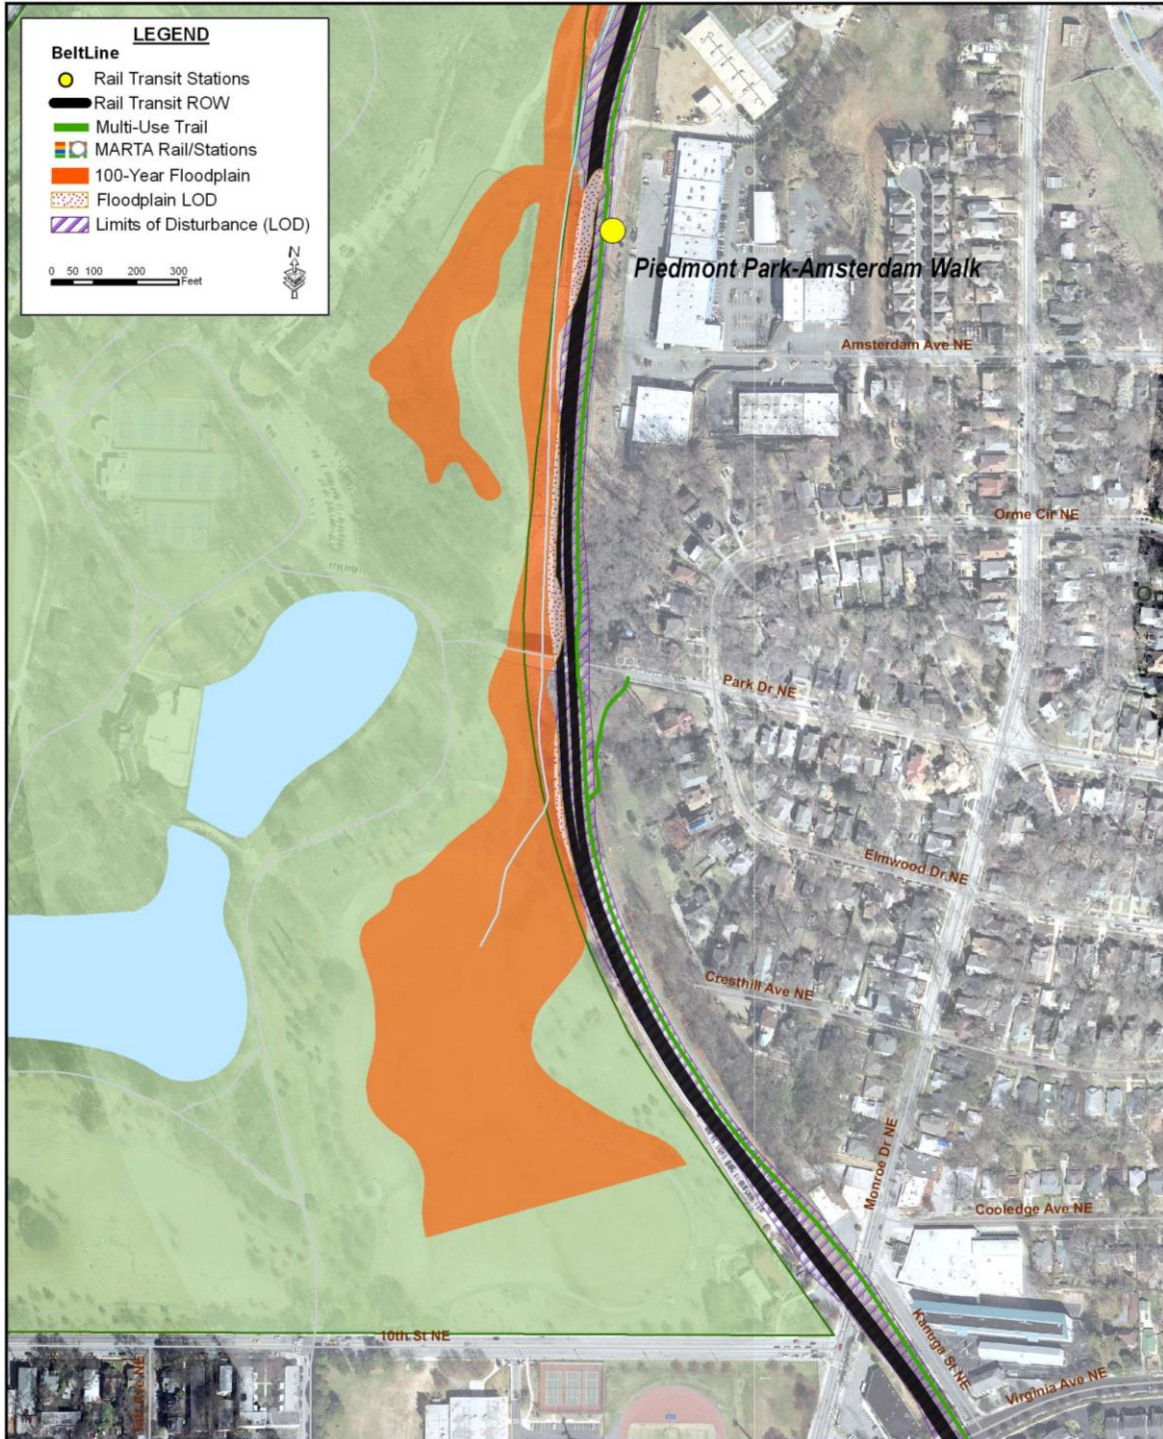 LEGEND
BeltLine
Rail Transit Stations
Rail Transit ROW
Multi-Use Trail
MARTA Rail/Stations
100-Year Floodplain
Floodplain LOD
Limits of Disturbance (LOD)
N
0 50 100 200 300
Feet
Piedmont Park-Amsterdam Walk
Amsterdam Ave NE
Orme Cir NE
Park Dr NE
Elmwood Dr NE
Cresthill Ave NE
Monroe Dr NE
Cooledge Ave NE
10th St NE
Kanuga St NE
Virginia Ave NE